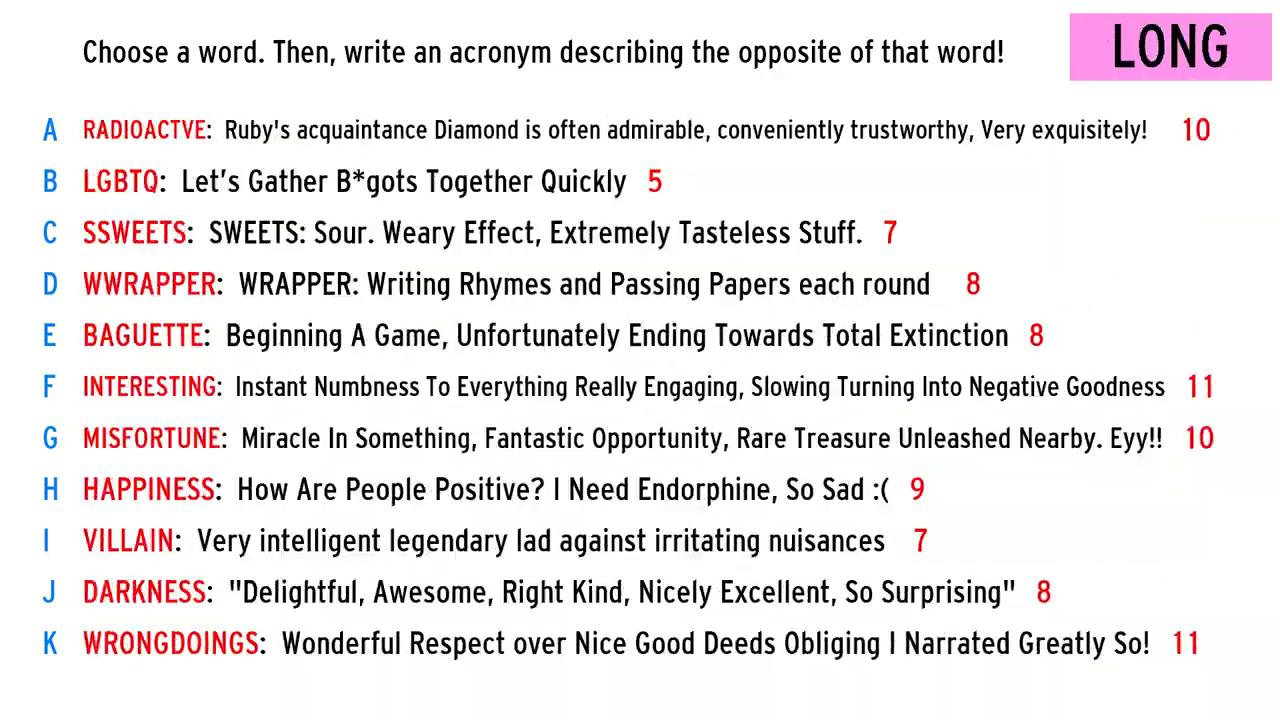 Choose a word. Then, write an acronym describing the opposite of that word! LONG
A RADIOACTVE: Ruby's acquaintance Diamond is often admirable, conveniently trustworthy, Very exquisitely! 10
B LGBTQ: Let’s Gather B*gots Together Quickly 5
C SSWEETS: SWEETS: Sour. Weary Effect, Extremely Tasteless Stuff. 7
D WWRAPPER: WRAPPER: Writing Rhymes and Passing Papers each round 8
E BAGUETTE: Beginning A Game, Unfortunately Ending Towards Total Extinction 8
F INTERESTING: Instant Numbness To Everything Really Engaging, Slowing Turning Into Negative Goodness 11
G MISFORTUNE: Miracle In Something, Fantastic Opportunity, Rare Treasure Unleashed Nearby. Eyy!! 10
H HAPPINESS: How Are People Positive? I Need Endorphine, So Sad :( 9
I VILLAIN: Very intelligent legendary lad against irritating nuisances 7
J DARKNESS: "Delightful, Awesome, Right Kind, Nicely Excellent, So Surprising" 8
K WRONGDOINGS: Wonderful Respect over Nice Good Deeds Obliging I Narrated Greatly So! 11